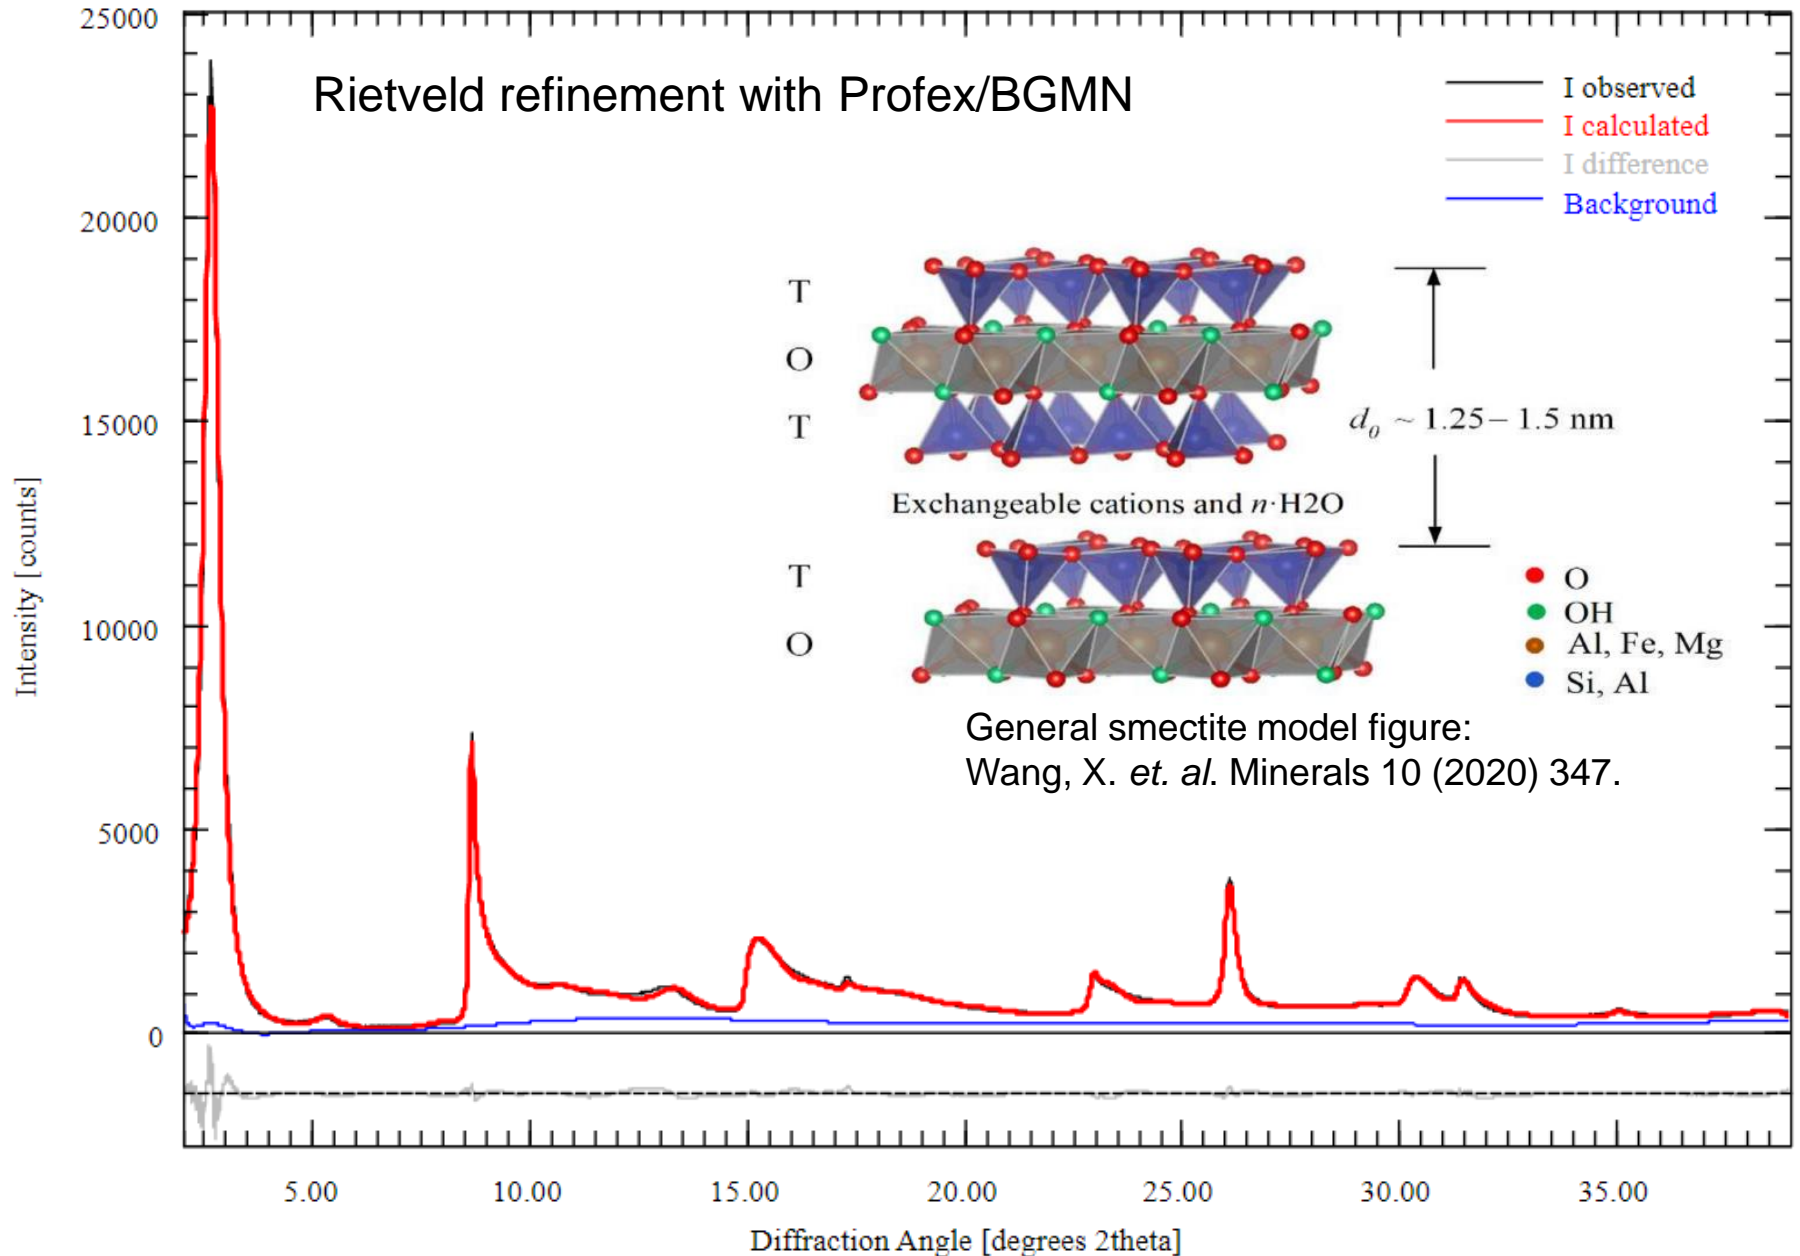 Rietveld refinement with Profex/BGMN
I observed
I calculated
I difference
Background
25000
20000
15000
10000
5000
0
Intensity [counts]
T
O
T
d0 ~ 1.25– 1.5 nm
Exchangeable cations and n·H2O
T
O
O
OH
Al, Fe, Mg
Si, Al
General smectite model figure:
Wang, X. et. al. Minerals 10 (2020) 347.
5.00 10.00 15.00 20.00 25.00 30.00 35.00
Diffraction Angle [degrees 2theta]